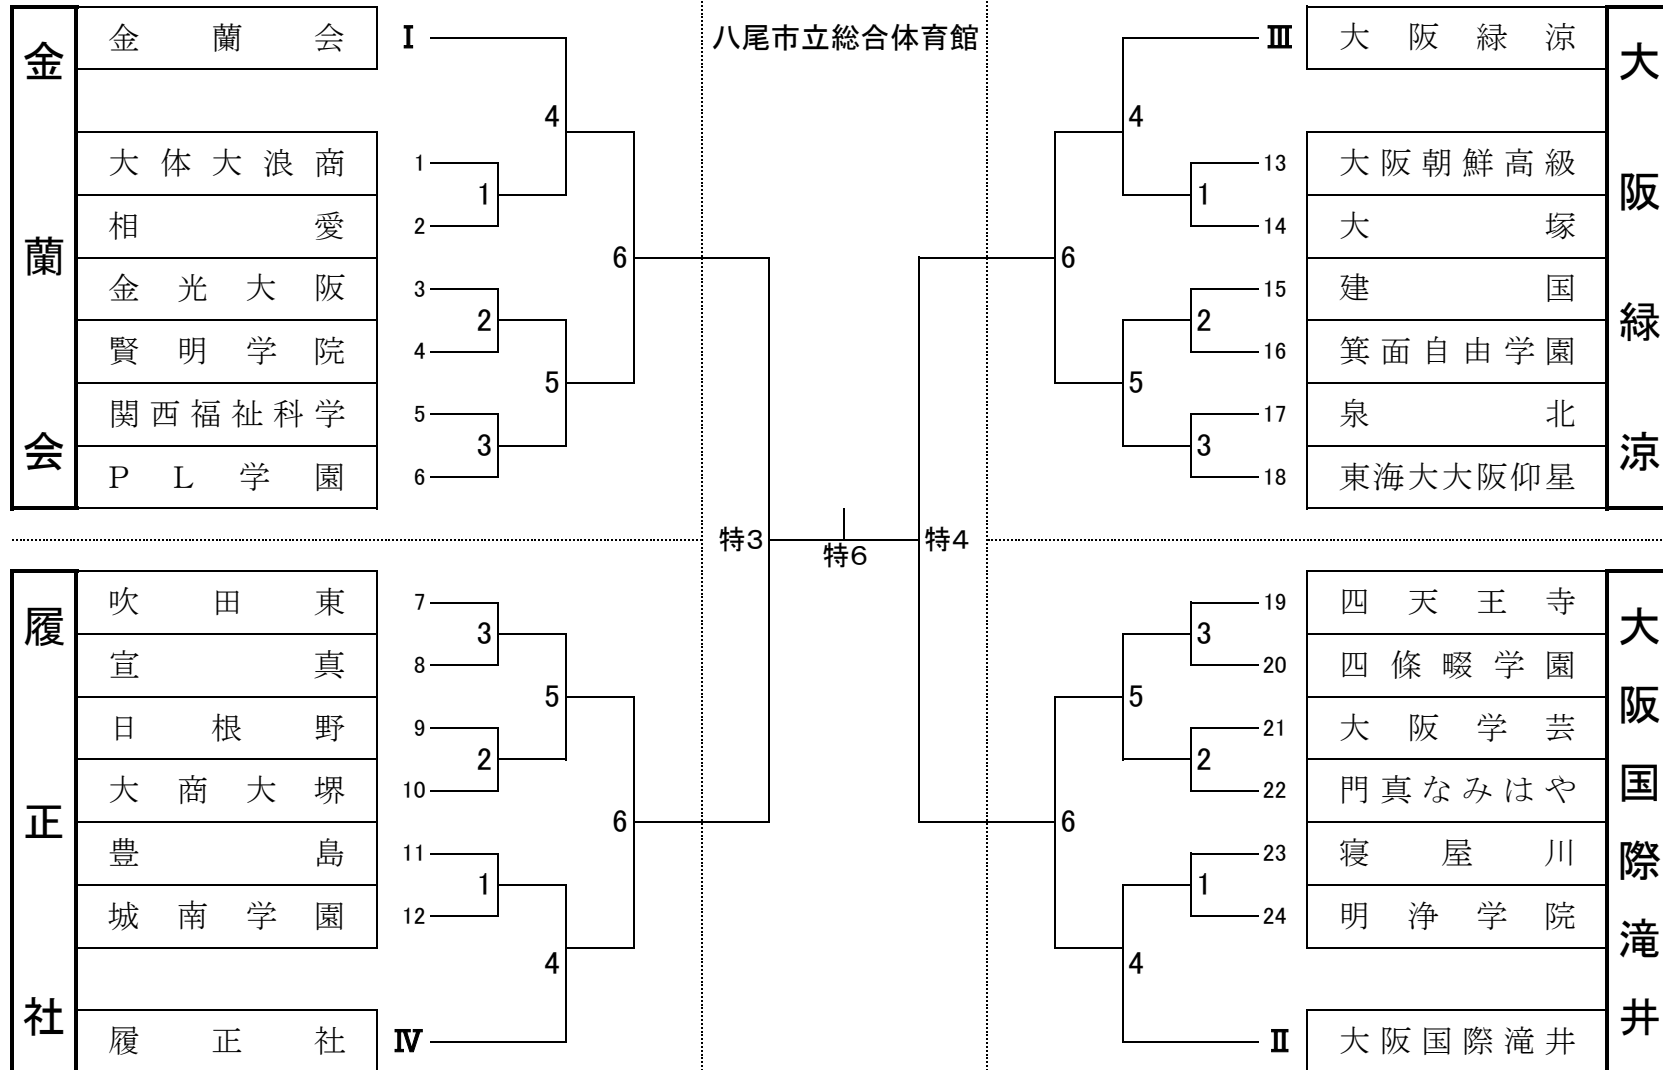 八尾市立総合体育館
金蘭会
金蘭会 Ⅰ
大体大浪商 1
相愛 2
金光大阪 3
賢明学院 4
関西福祉科学 5
PL学園 6
4
1
2
3
5
6
大阪緑涼
Ⅲ 大阪緑涼
13 大阪朝鮮高級
14 大塚
15 建国
16 箕面自由学園
17 泉北
18 東海大大阪仰星
4
1
2
3
5
6
特3
特6
特4
履正社
吹田東 7
宣真 8
日根野 9
大商大堺 10
豊島 11
城南学園 12
履正社 Ⅳ
3
2
1
5
4
6
大阪国際滝井
19 四天王寺
20 四條畷学園
21 大阪学芸
22 門真なみはや
23 寝屋川
24 明浄学院
Ⅱ 大阪国際滝井
3
2
1
5
4
6